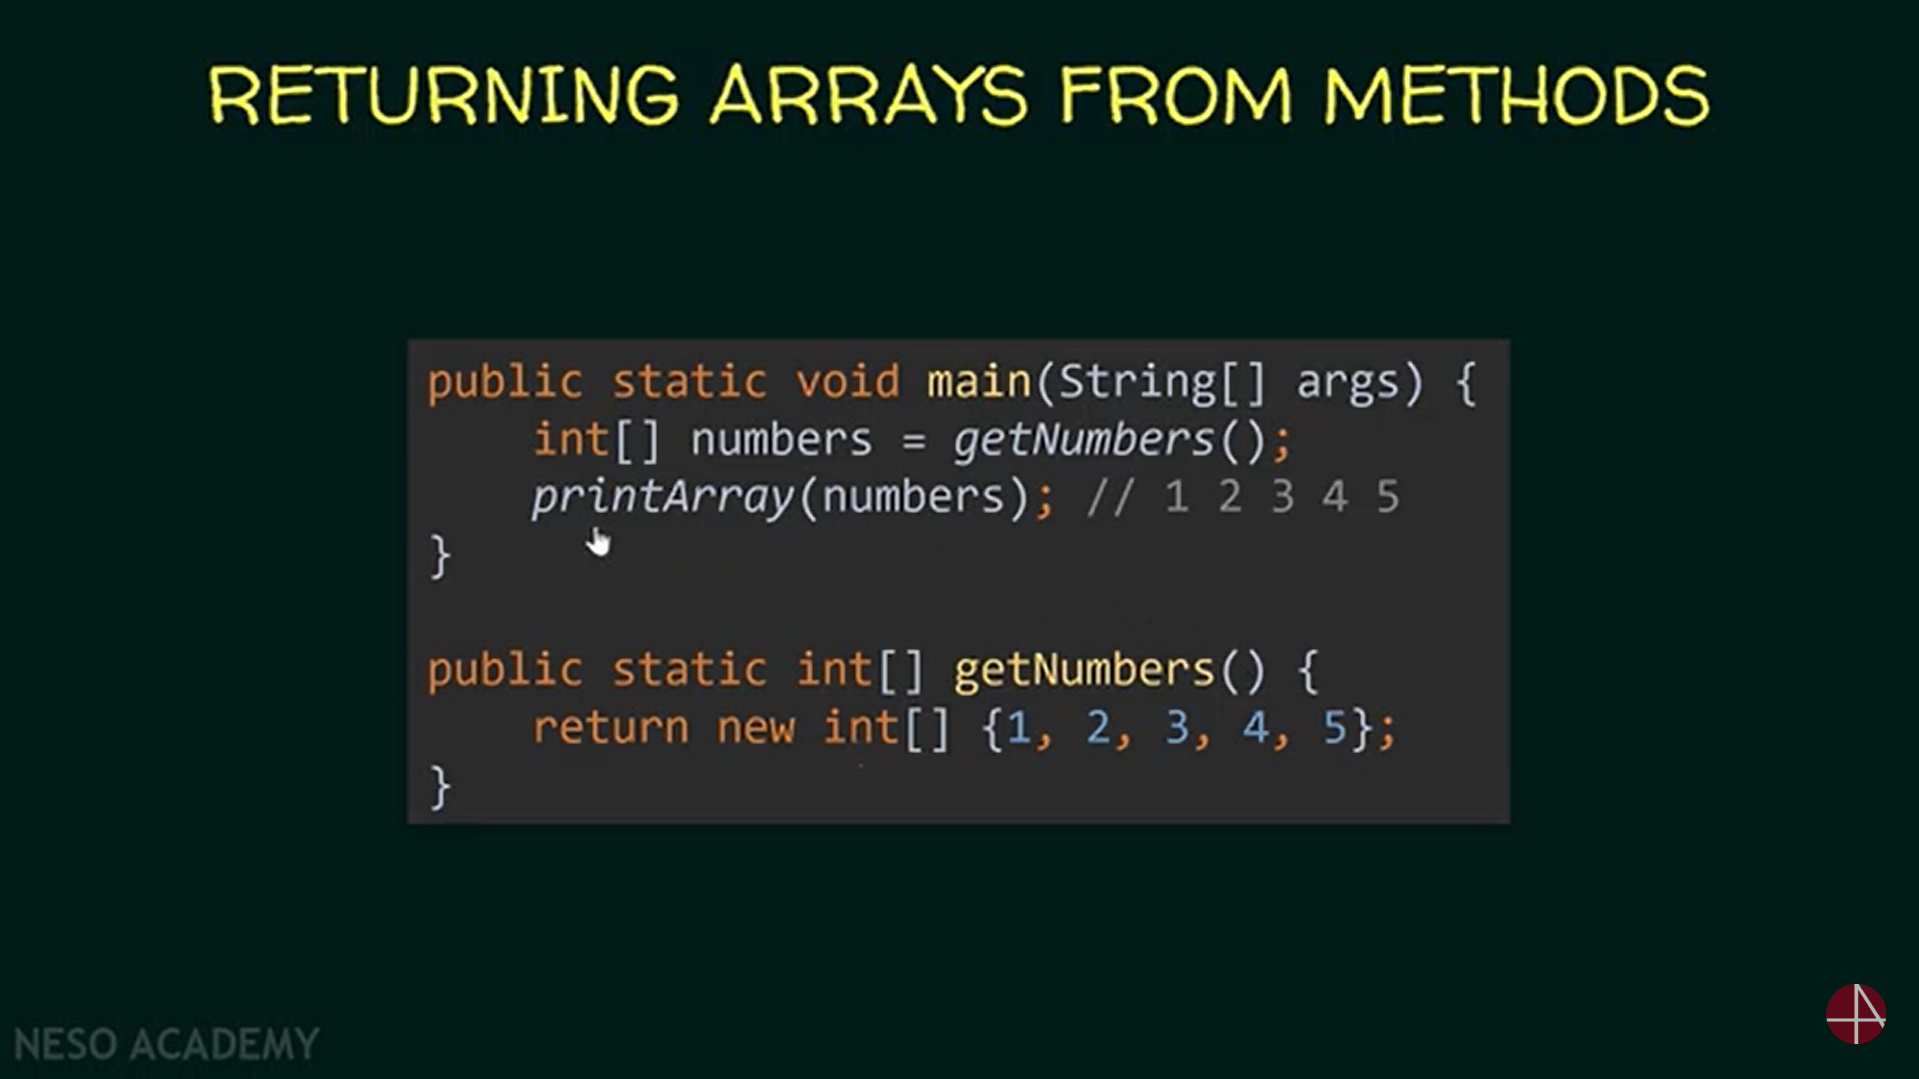 RETURNING ARRAYS FROM METHODS
public static void main(String[] args) {
    int[] numbers = getNumbers();
    printArray(numbers); // 1 2 3 4 5
}
public static int[] getNumbers() {
    return new int[] {1, 2, 3, 4, 5};
}
NESO ACADEMY